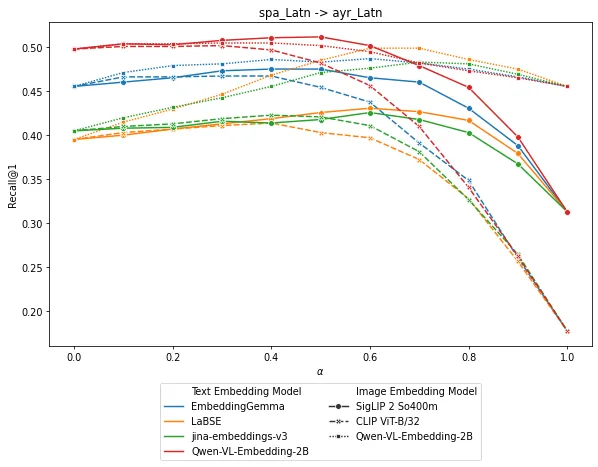 spa_Latn -> ayr_Latn
Recall@1
0.50
0.45
0.40
0.35
0.30
0.25
0.20
0.0 0.2 0.4 0.6 0.8 1.0
α
Text Embedding Model
EmbeddingGemma
LaBSE
jina-embeddings-v3
Qwen-VL-Embedding-2B
Image Embedding Model
SigLIP 2 So400m
CLIP ViT-B/32
Qwen-VL-Embedding-2B